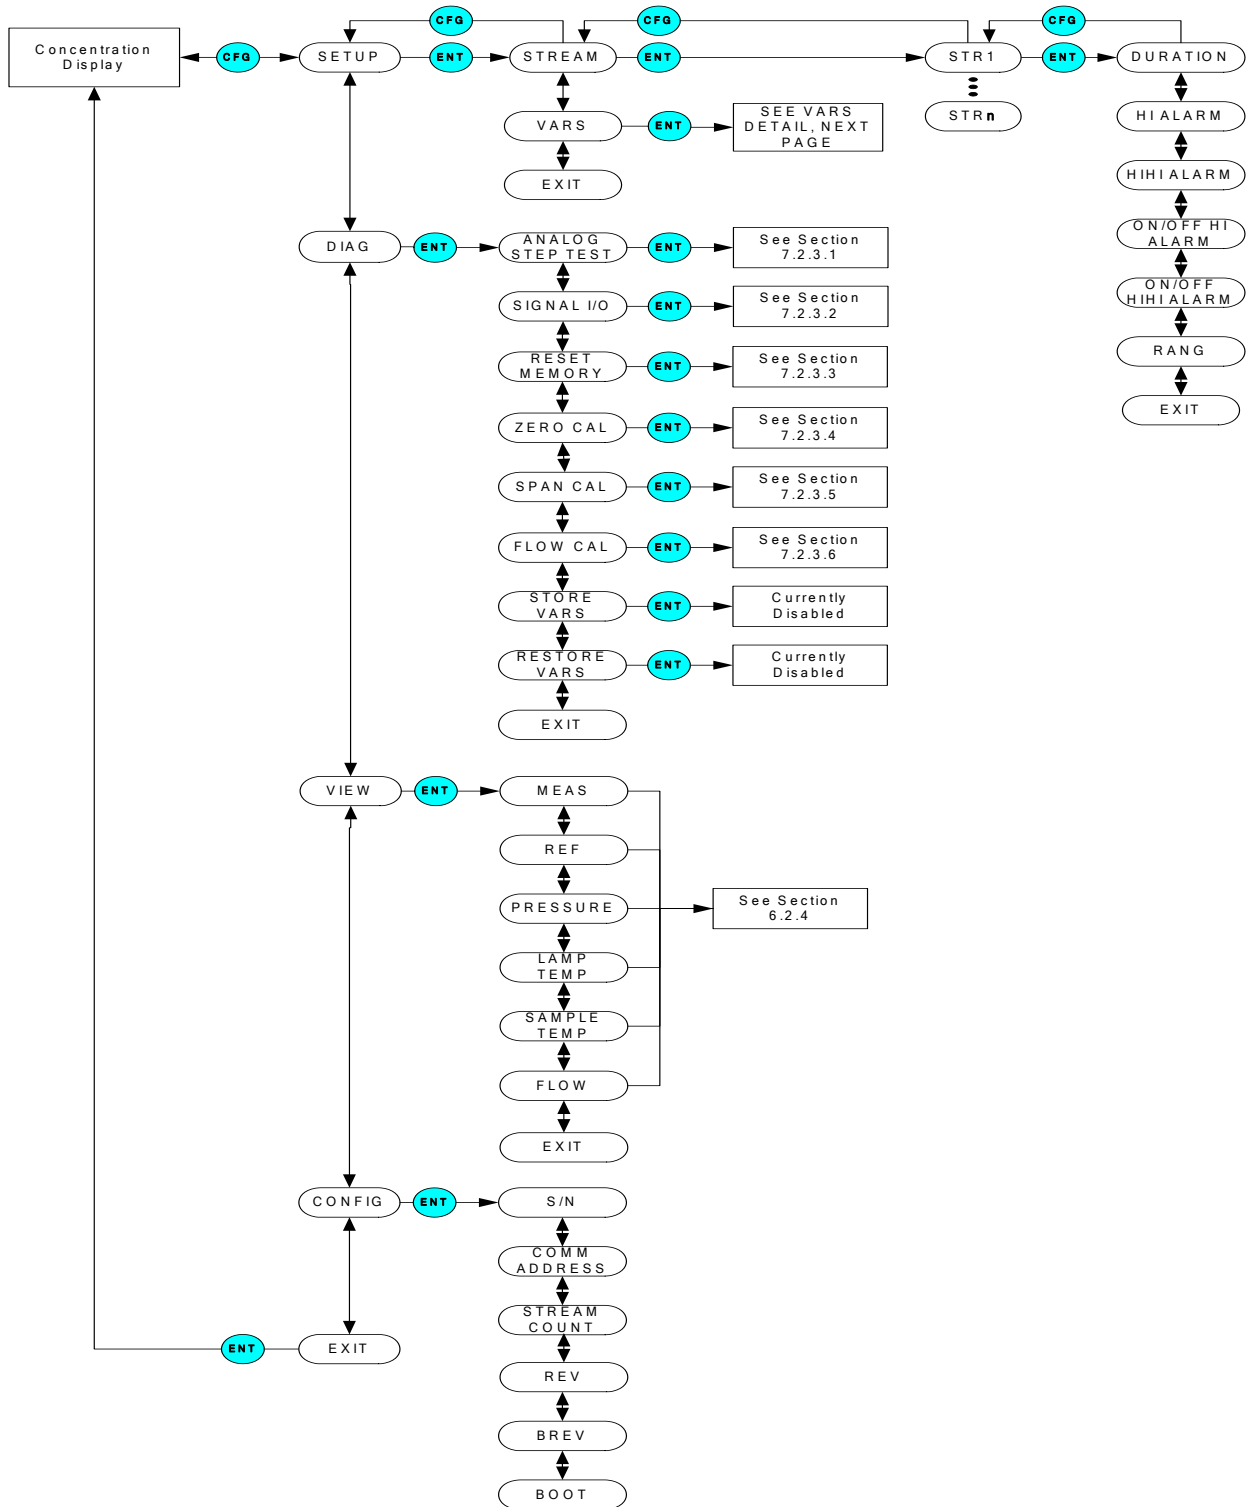 CFG
CFG
CFG
Concentration
Display
CFG
SETUP
ENT
STREAM
ENT
STR1
ENT
DURATION
STRn
HI ALARM
VARS
ENT
SEE VARS
DETAIL, NEXT
PAGE
EXIT
HIHI ALARM
ON/OFF HI
ALARM
ON/OFF
HIHI ALARM
RANG
EXIT
DIAG
ENT
ANALOG
STEP TEST
ENT
See Section
7.2.3.1
SIGNAL I/O
ENT
See Section
7.2.3.2
RESET
MEMORY
ENT
See Section
7.2.3.3
ZERO CAL
ENT
See Section
7.2.3.4
SPAN CAL
ENT
See Section
7.2.3.5
FLOW CAL
ENT
See Section
7.2.3.6
STORE
VARS
ENT
Currently
Disabled
RESTORE
VARS
ENT
Currently
Disabled
EXIT
VIEW
ENT
MEAS
REF
PRESSURE
See Section
6.2.4
LAMP
TEMP
SAMPLE
TEMP
FLOW
EXIT
CONFIG
ENT
S/N
COMM
ADDRESS
STREAM
COUNT
ENT
EXIT
REV
BREV
BOOT